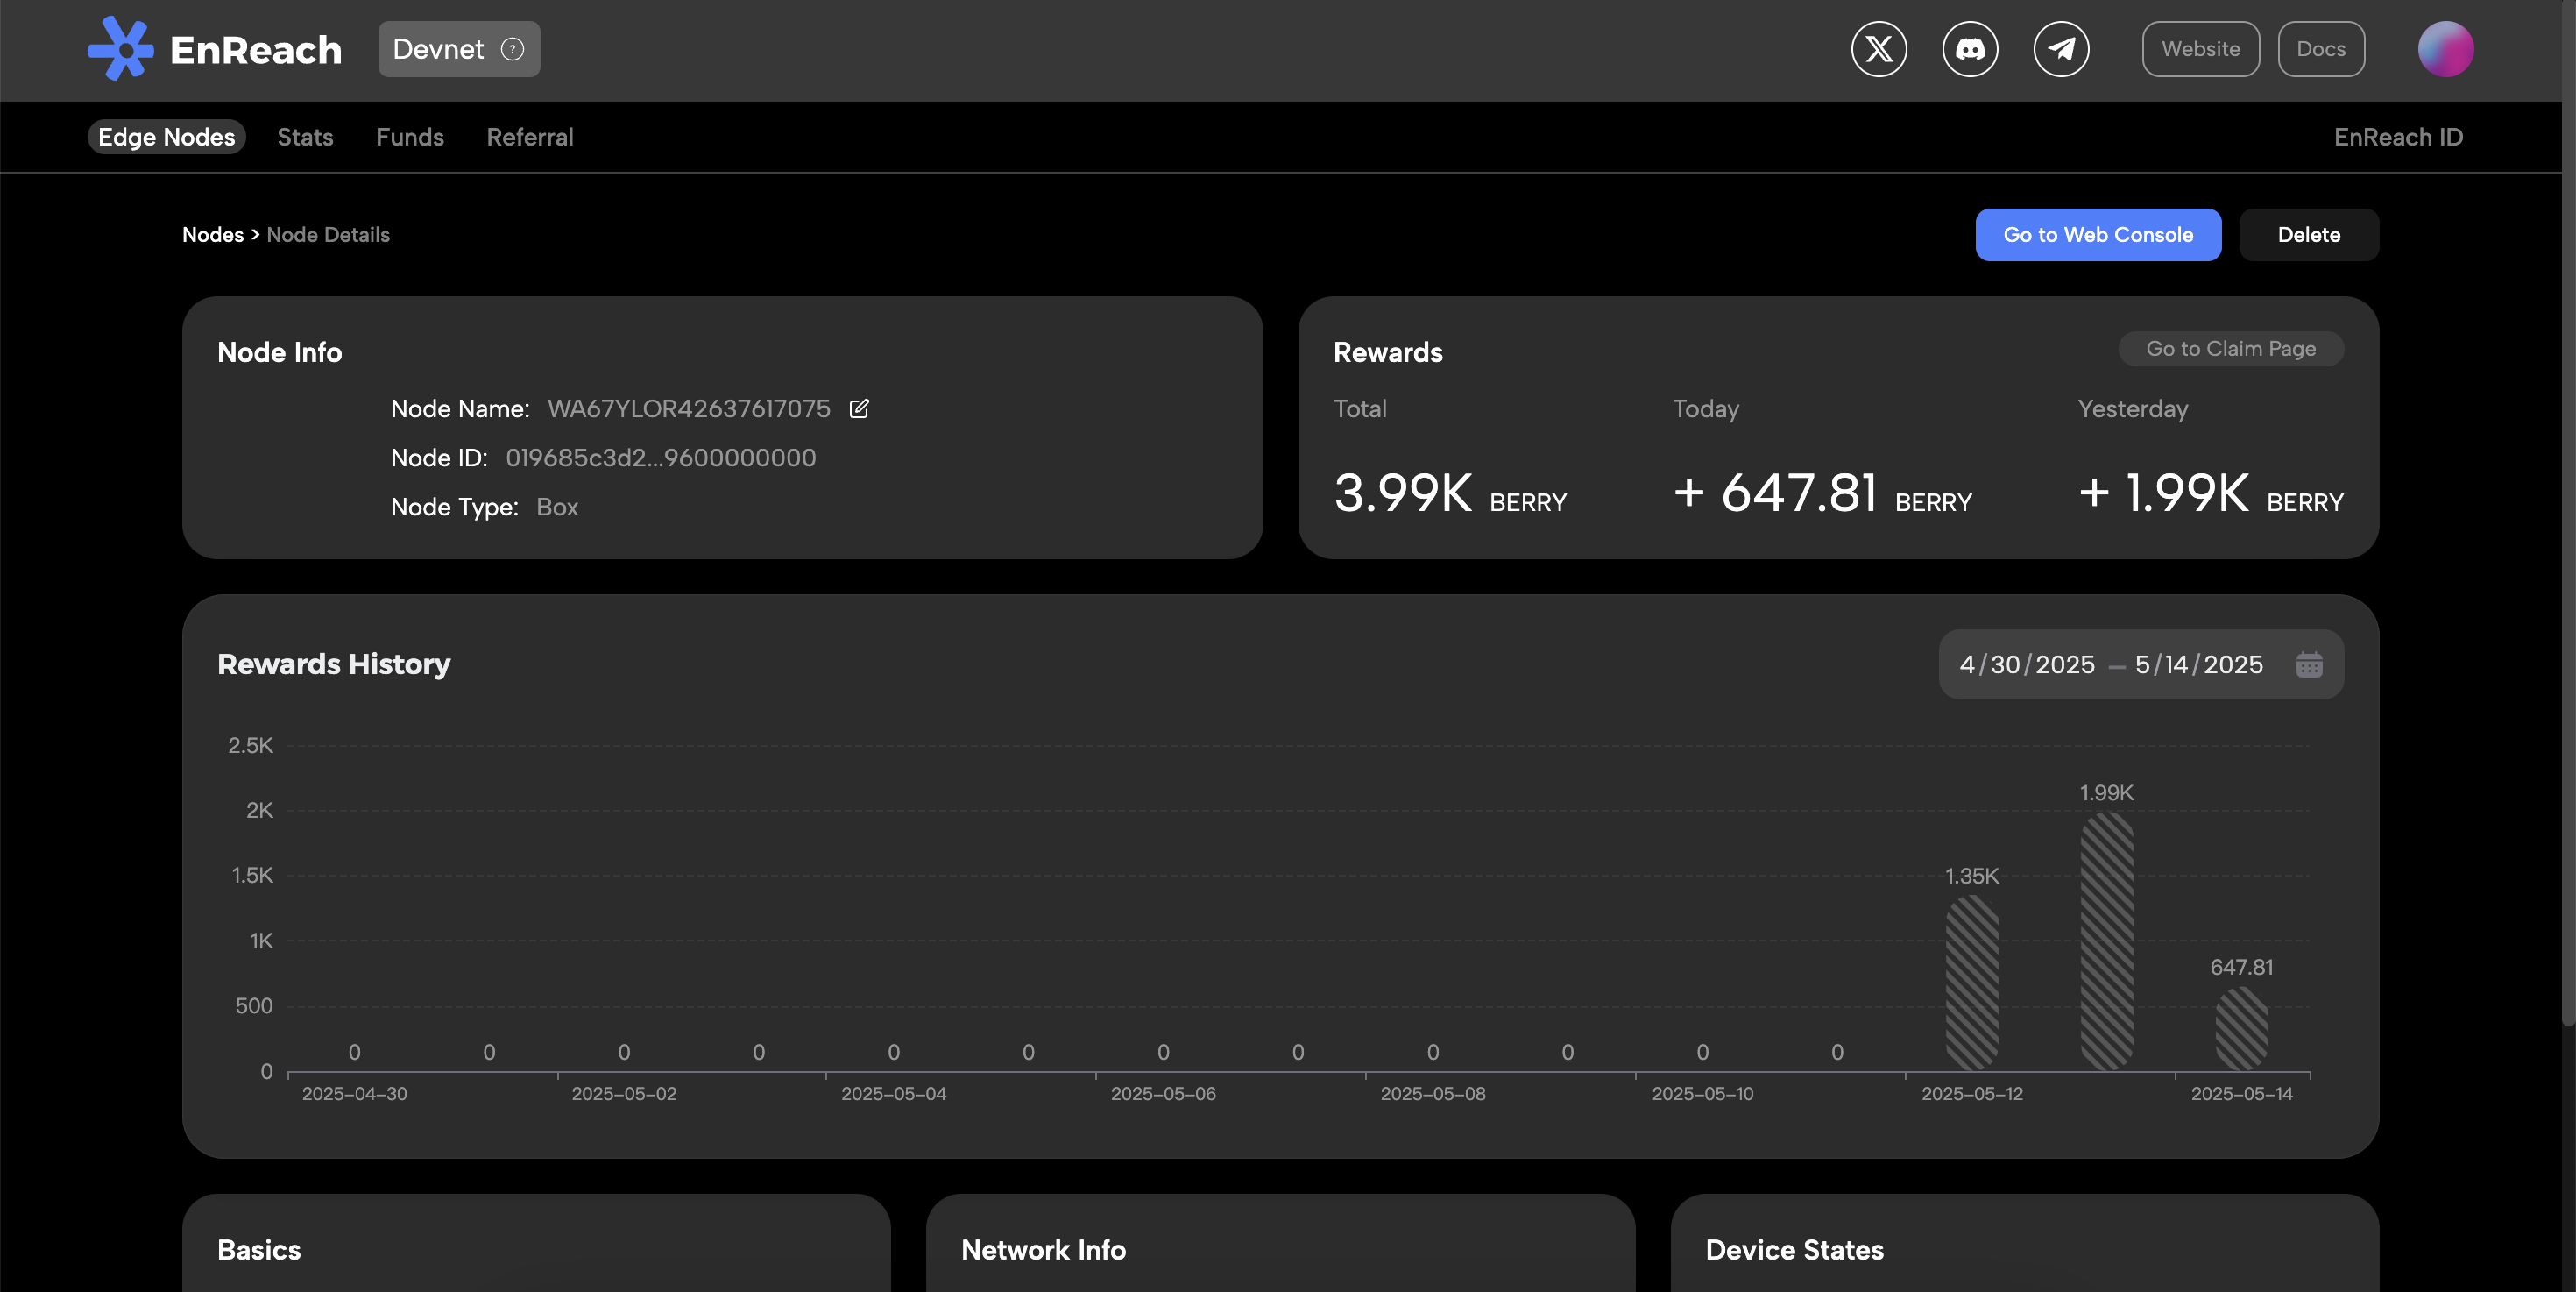 EnReach Devnet ? Website Docs
Edge Nodes Stats Funds Referral EnReach ID
Nodes > Node Details Go to Web Console Delete
Node Info
Node Name: WA67YLOR42637617075
Node ID: 019685c3d2...9600000000
Node Type: Box
Rewards Go to Claim Page
Total Today Yesterday
3.99K BERRY + 647.81 BERRY + 1.99K BERRY
Rewards History 4/30/2025 – 5/14/2025
2.5K
1.99K
2K
1.5K 1.35K
1K
647.81
500
0 0 0 0 0 0 0 0 0 0 0 0
0
2025-04-30 2025-05-02 2025-05-04 2025-05-06 2025-05-08 2025-05-10 2025-05-12 2025-05-14
Basics Network Info Device States